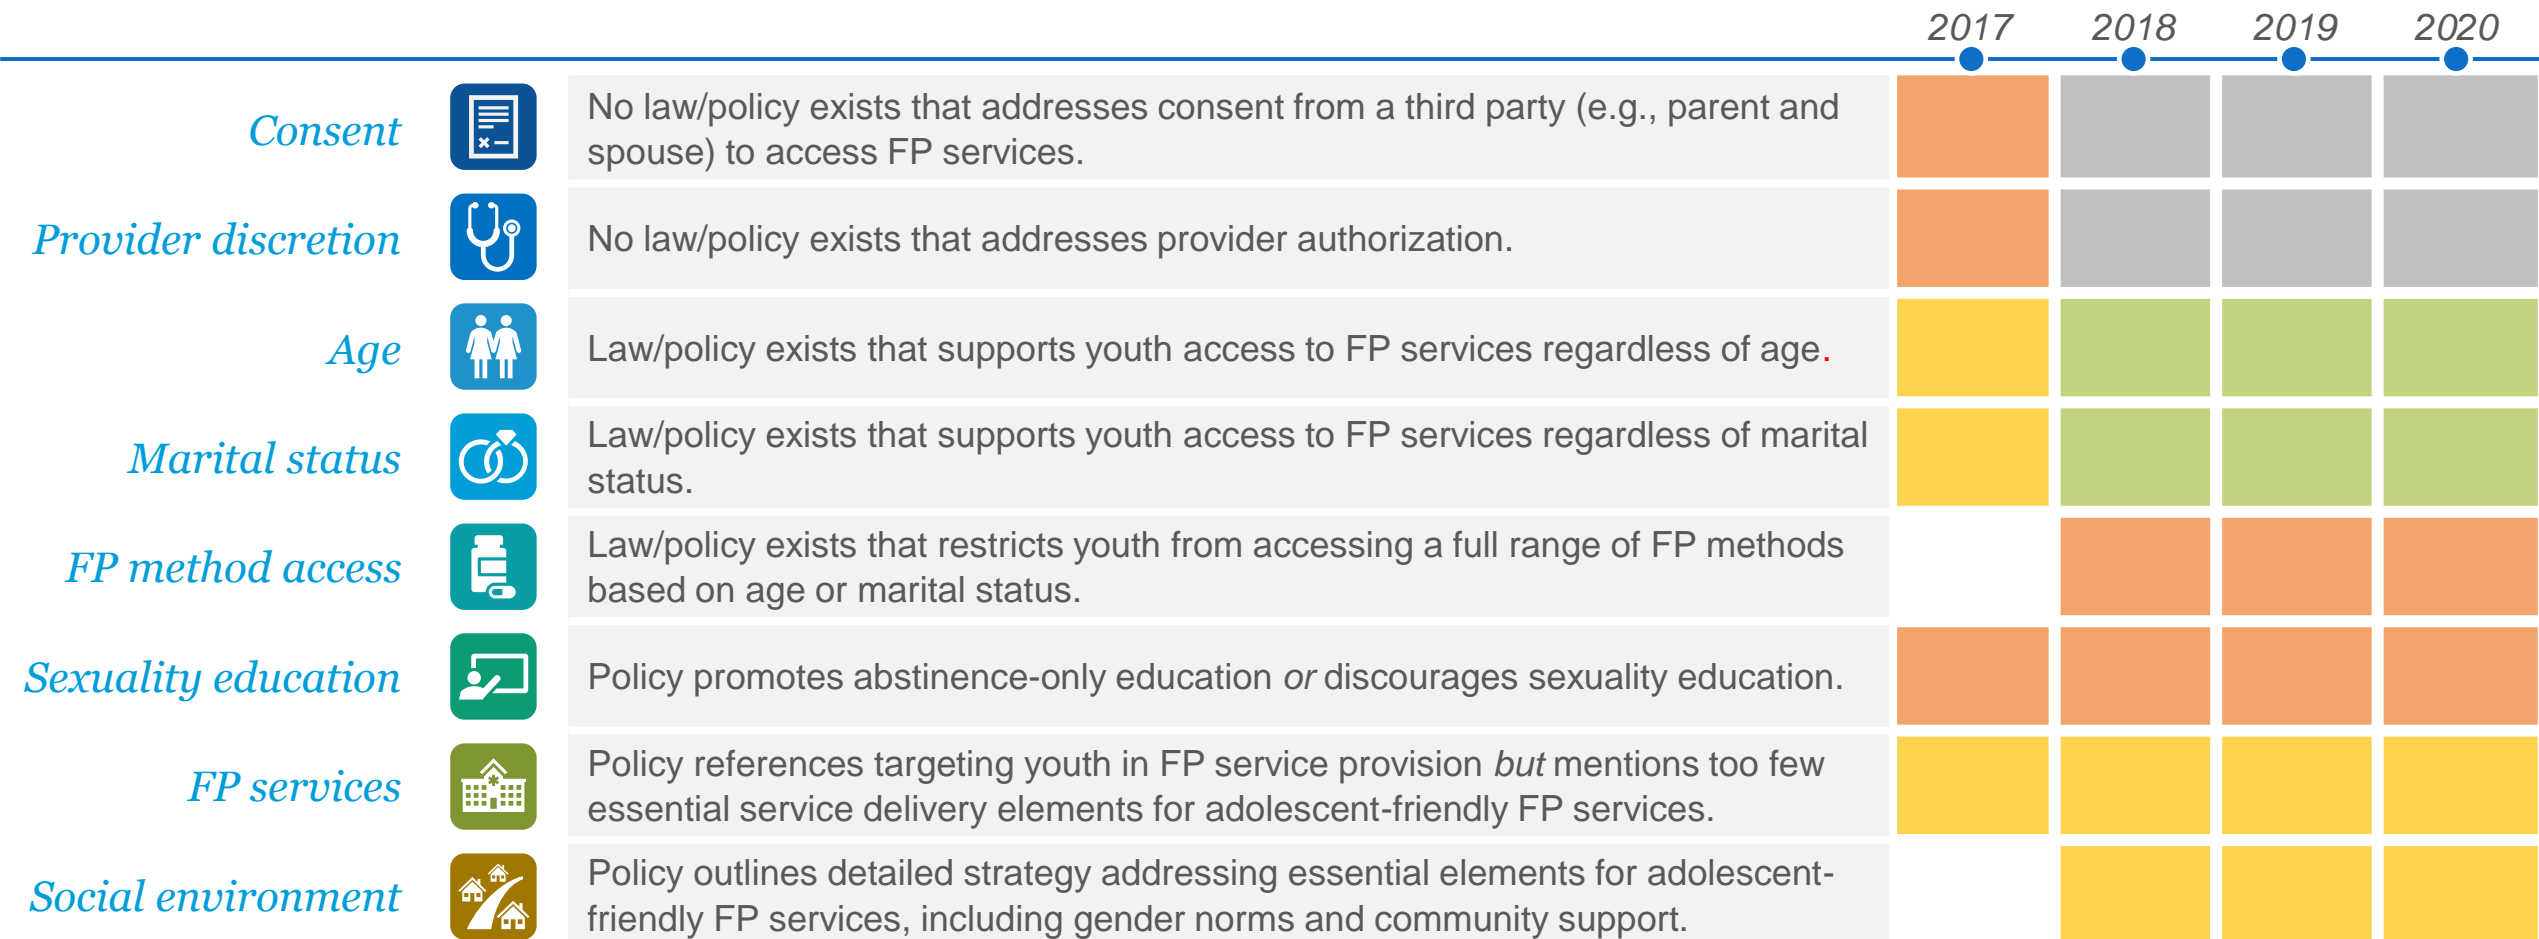 2017 2018 2019 2020
Consent
No law/policy exists that addresses consent from a third party (e.g., parent and
spouse) to access FP services.
Provider discretion
No law/policy exists that addresses provider authorization.
Age
Law/policy exists that supports youth access to FP services regardless of age.
Marital status
Law/policy exists that supports youth access to FP services regardless of marital
status.
FP method access
Law/policy exists that restricts youth from accessing a full range of FP methods
based on age or marital status.
Sexuality education
Policy promotes abstinence-only education or discourages sexuality education.
FP services
Policy references targeting youth in FP service provision but mentions too few
essential service delivery elements for adolescent-friendly FP services.
Social environment
Policy outlines detailed strategy addressing essential elements for adolescent-
friendly FP services, including gender norms and community support.